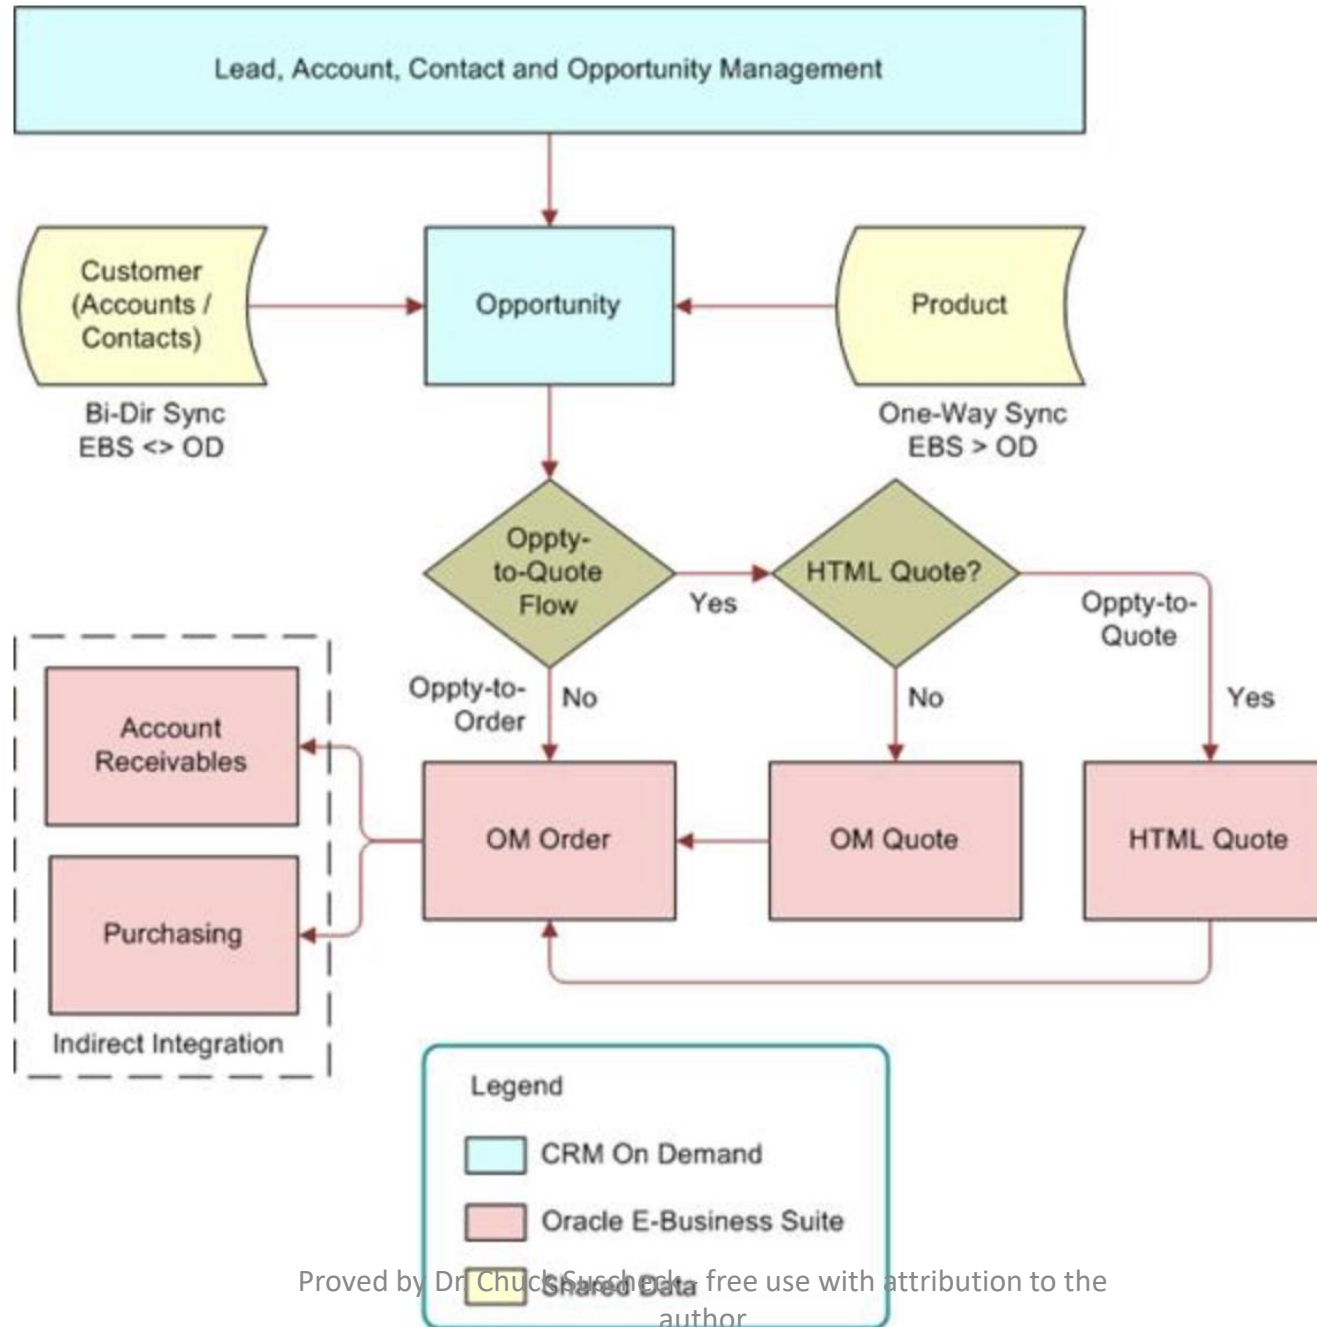 Lead, Account, Contact and Opportunity Management
Customer
(Accounts /
Contacts)
Opportunity
Product
Bi-Dir Sync
EBS <> OD
One-Way Sync
EBS > OD
Oppty-
to-Quote
Flow
Yes
HTML Quote?
Oppty-to-
Quote
Oppty-to-
Order
No
No
Yes
Account
Receivables
OM Order
OM Quote
HTML Quote
Purchasing
Indirect Integration
Legend
CRM On Demand
Oracle E-Business Suite
Shared Data
Proved by Dr. Chuck free use with attribution to the
author